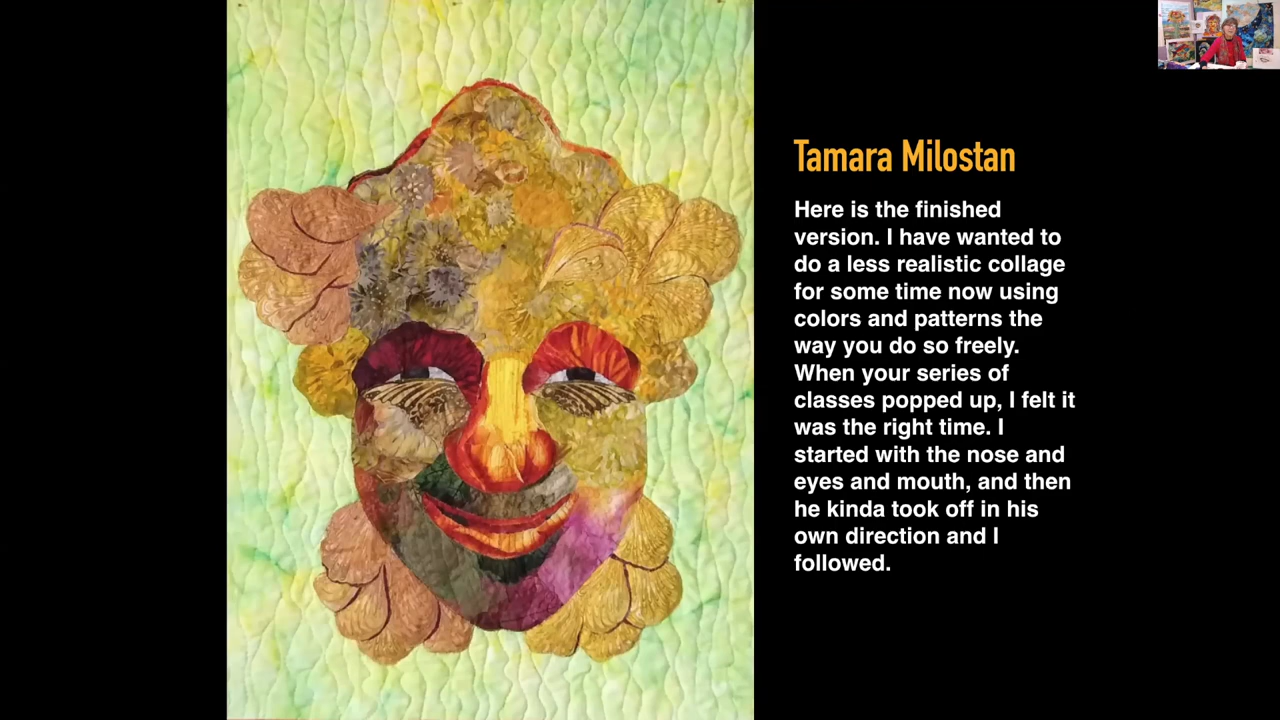 Tamara Milostan
Here is the finished
version. I have wanted to
do a less realistic collage
for some time now using
colors and patterns the
way you do so freely.
When your series of
classes popped up, I felt it
was the right time. I
started with the nose and
eyes and mouth, and then
he kinda took off in his
own direction and I
followed.